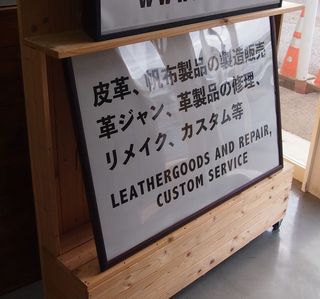 皮革、帆布製品の製造販売
革ジャン、革製品の修理、
リメイク、カスタム等
LEATHERGOODS AND REPAIR,
CUSTOM SERVICE